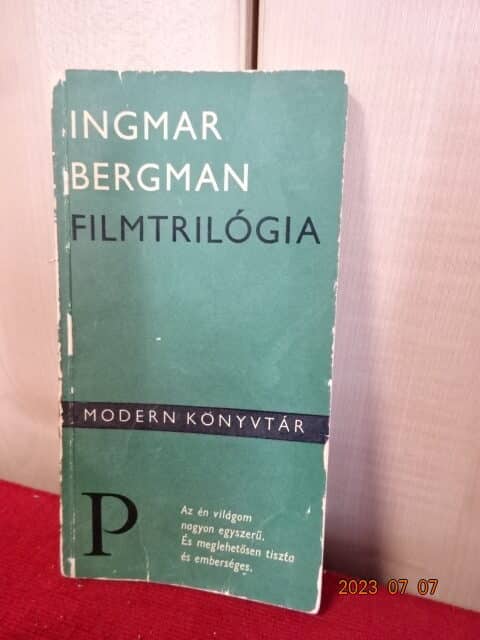 INGMAR
BERGMAN
FILMTRILÓGIA
MODERN KÖNYVTÁR
P
Az én világom
nagyon egyszerű.
És meglehetősen tiszta
és emberséges.
2023 07 07